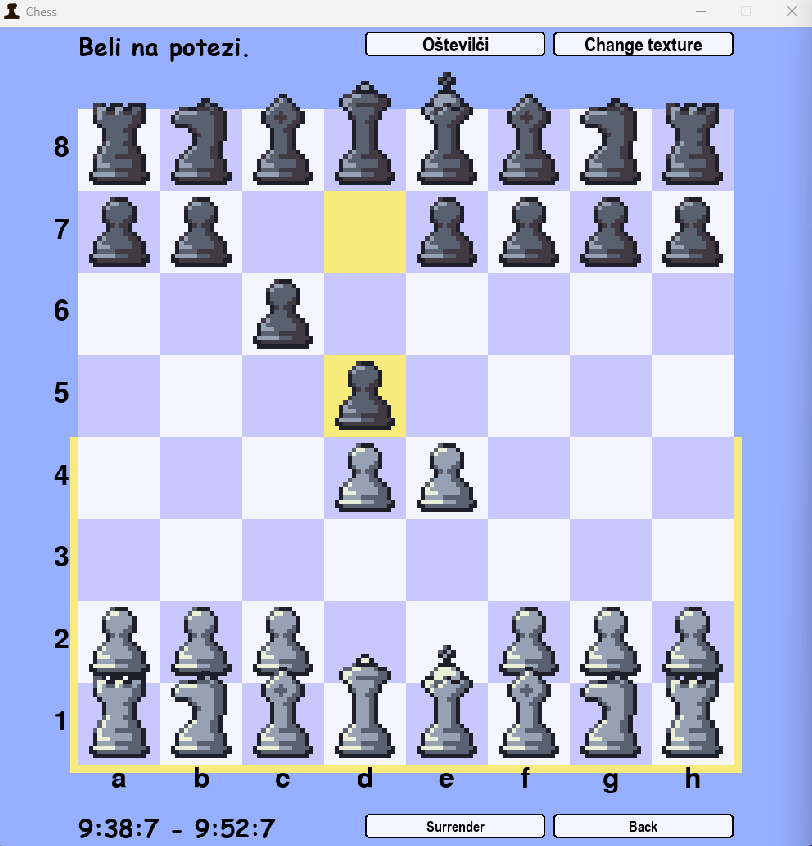 Chess
Beli na potezi.
Oštevilči
Change texture
8
7
6
5
4
3
2
1
a b c d e f g h
9:38:7 - 9:52:7
Surrender
Back